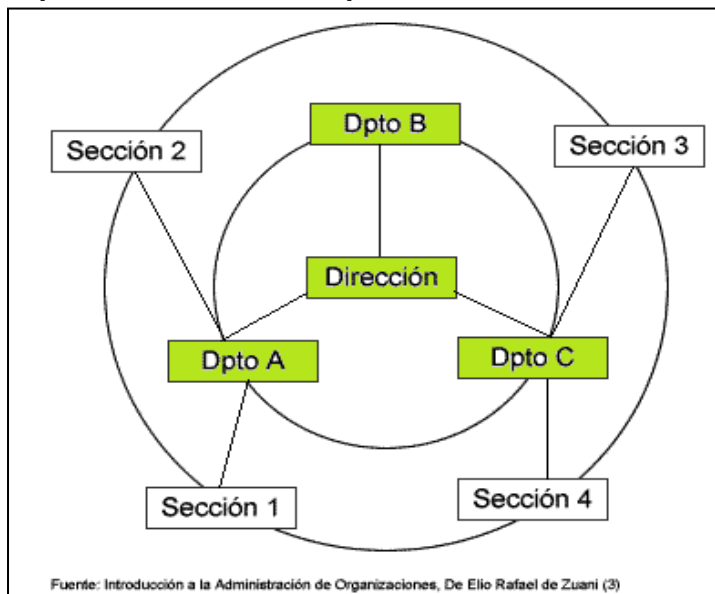 Dpto B
Sección 2
Sección 3
Dirección
Dpto A
Dpto C
Sección 1
Sección 4
Fuente: Introducción a la Administración de Organizaciones, De Elio Rafael de Zuani (3)